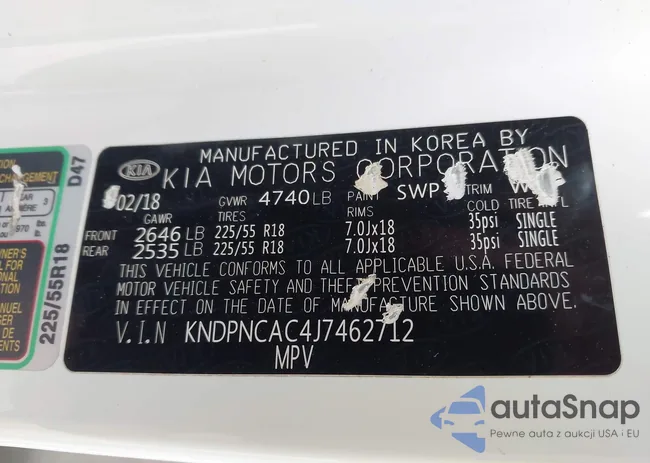 MANUFACTURED IN KOREA BY
KIA KIA MOTORS CORPORATION
02/18 GVWR 4740LB PAINT SWP TRIM
GAWR TIRES RIMS COLD TIRE
FRONT 2646 LB 225/55 R18 7.0Jx18 35psi SINGLE
REAR 2535 LB 225/55 R18 7.0Jx18 35psi SINGLE
THIS VEHICLE CONFORMS TO ALL APPLICABLE U.S.A. FEDERAL
MOTOR VEHICLE SAFETY AND THEFT PREVENTION STANDARDS
IN EFFECT ON THE DATE OF MANUFACTURE SHOWN ABOVE.
V.I.N KNDPNCAC4J7462712
MPV
225/55R18 D47
autaSnap
Pewne auta z aukcji USA i EU